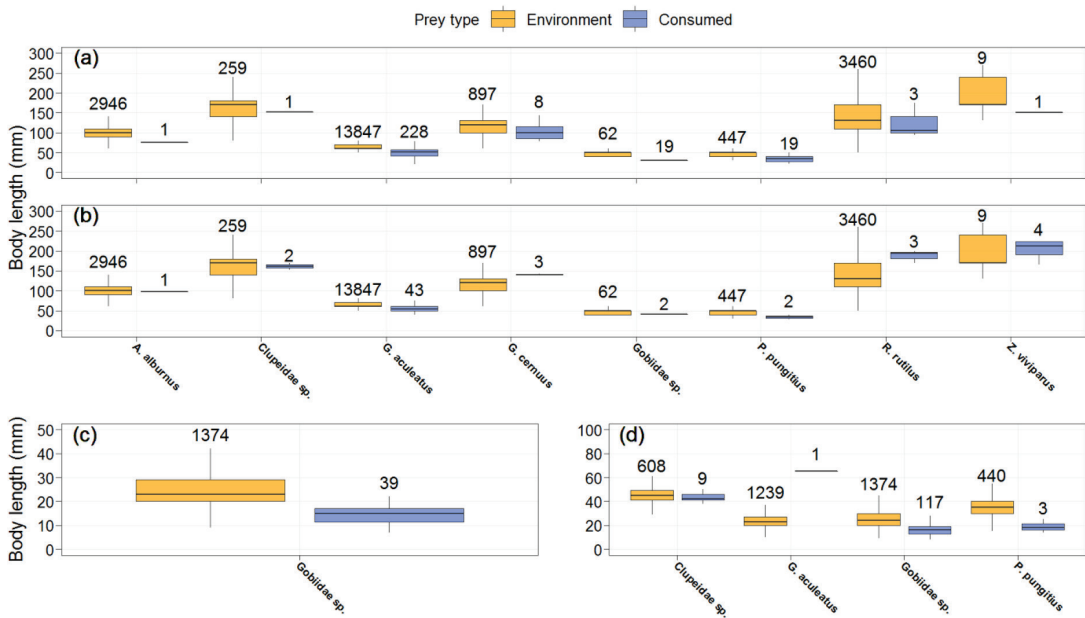 Prey type Environment Consumed
Body length (mm)
(a)
300
250
200
150
100
50
0
2946 1 259 1 13847 228 897 8 62 19 447 19 3460 3 9 1
(b)
300
250
200
150
100
50
0
2946 1 259 2 13847 43 897 3 62 2 447 2 3460 3 9 4
A. alburnus
Clupeidae sp.
G. aculeatus
G. cernuus
Gobiidae sp.
P. pungitius
R. rutilus
Z. viviparus
Body length (mm)
(c)
50
40
30
20
10
0
1374 39
Gobiidae sp.
(d)
100
80
60
40
20
0
608 9 1239 1 1374 117 440 3
Clupeidae sp.
G. aculeatus
Gobiidae sp.
P. pungitius